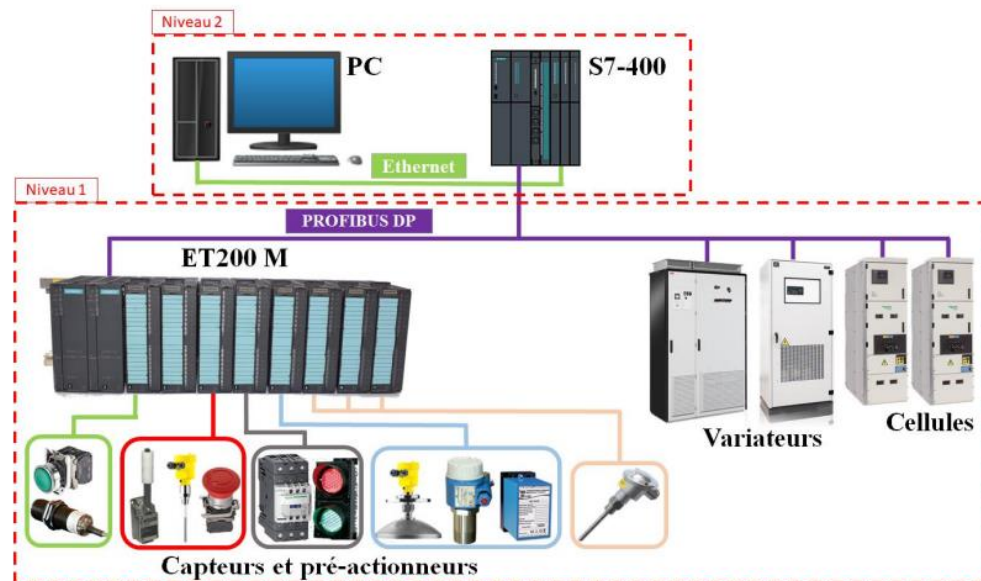 Niveau 2
PC
S7-400
Ethernet
Niveau 1
PROFIBUS DP
ET200 M
Variateurs
Cellules
Capteurs et pré-actionneurs